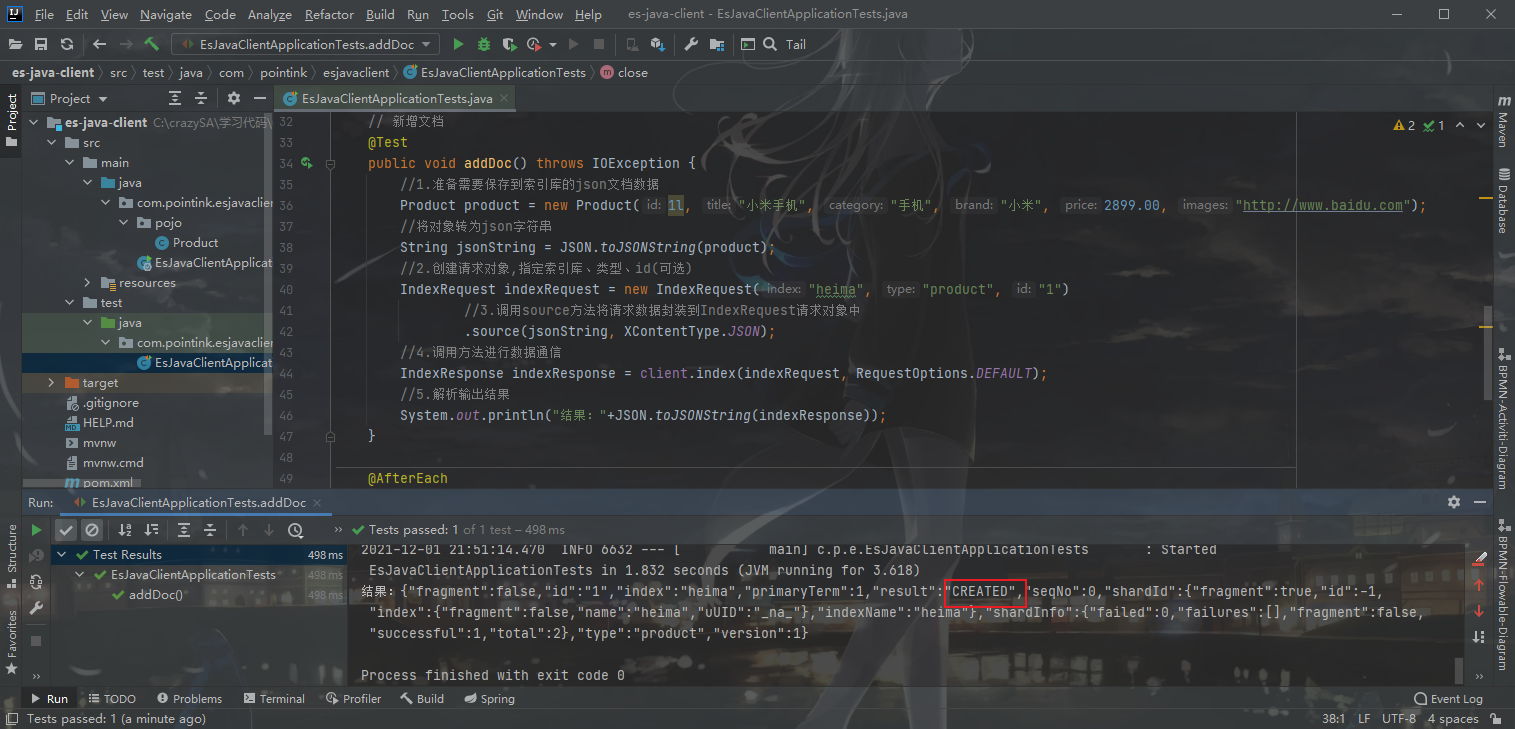 File Edit View Navigate Code Analyze Refactor Build Run Tools Git Window Help es-java-client - EsJavaClientApplicationTests.java
EsJavaClientApplicationTests.addDoc Tail
es-java-client src test java com pointink esjavaclient EsJavaClientApplicationTests close
Project EsJavaClientApplicationTests.java
es-java-client C:\crazySA\学习代码\
src
main
java
com.pointink.esjavaclier
pojo
Product
EsJavaClientApplicat
resources
test
java
com.pointink.esjavaclier
EsJavaClientApplicat
target
.gitignore
HELP.md
mvnw
mvnw.cmd
pom.xml
32 // 新增文档
33 @Test
34 public void addDoc() throws IOException {
35 //1.准备需要保存到索引库的json文档数据
36 Product product = new Product( id: 1l, title: "小米手机", category: "手机", brand: "小米", price: 2899.00, images: "http://www.baidu.com");
37 //将对象转为json字符串
38 String jsonString = JSON.toJSONString(product);
39 //2.创建请求对象,指定索引库、类型、id(可选)
40 IndexRequest indexRequest = new IndexRequest( index: "heima", type: "product", id: "1")
41 //3.调用source方法将请求数据封装到IndexRequest请求对象中
42 .source(jsonString, XContentType.JSON);
43 //4.调用方法进行数据通信
44 IndexResponse indexResponse = client.index(indexRequest, RequestOptions.DEFAULT);
45 //5.解析输出结果
46 System.out.println("结果: "+JSON.toJSONString(indexResponse));
47 }
48
49 @AfterEach
2 1
Project
Structure
Favorites
Maven
Database
BPMN-Activiti-Diagram
BPMN-Flowable-Diagram
Run: EsJavaClientApplicationTests.addDoc
Tests passed: 1 of 1 test – 498 ms
Test Results 498 ms
EsJavaClientApplicationTests 498 ms
addDoc() 498 ms
2021-12-01 21:51:14.470 INFO 6632 --- [ main] c.p.e.EsJavaClientApplicationTests : Started
EsJavaClientApplicationTests in 1.832 seconds (JVM running for 3.618)
结果: {"fragment":false,"id":"1","index":"heima","primaryTerm":1,"result":"CREATED","seqNo":0,"shardId":{"fragment":true,"id":-1,
"index":{"fragment":false,"name":"heima","uUID":"_na_"},"indexName":"heima"},"shardInfo":{"failed":0,"failures":[],"fragment":false,
"successful":1,"total":2},"type":"product","version":1}
Process finished with exit code 0
Run TODO Problems Terminal Profiler Build Spring Event Log
Tests passed: 1 (a minute ago) 38:1 LF UTF-8 4 spaces